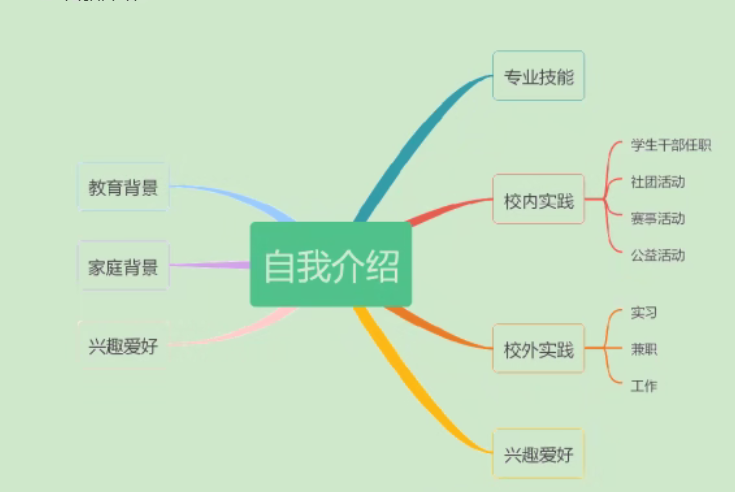 专业技能
学生干部任职
校内实践
社团活动
赛事活动
公益活动
教育背景
家庭背景
兴趣爱好
自我介绍
校外实践
实习
兼职
工作
兴趣爱好